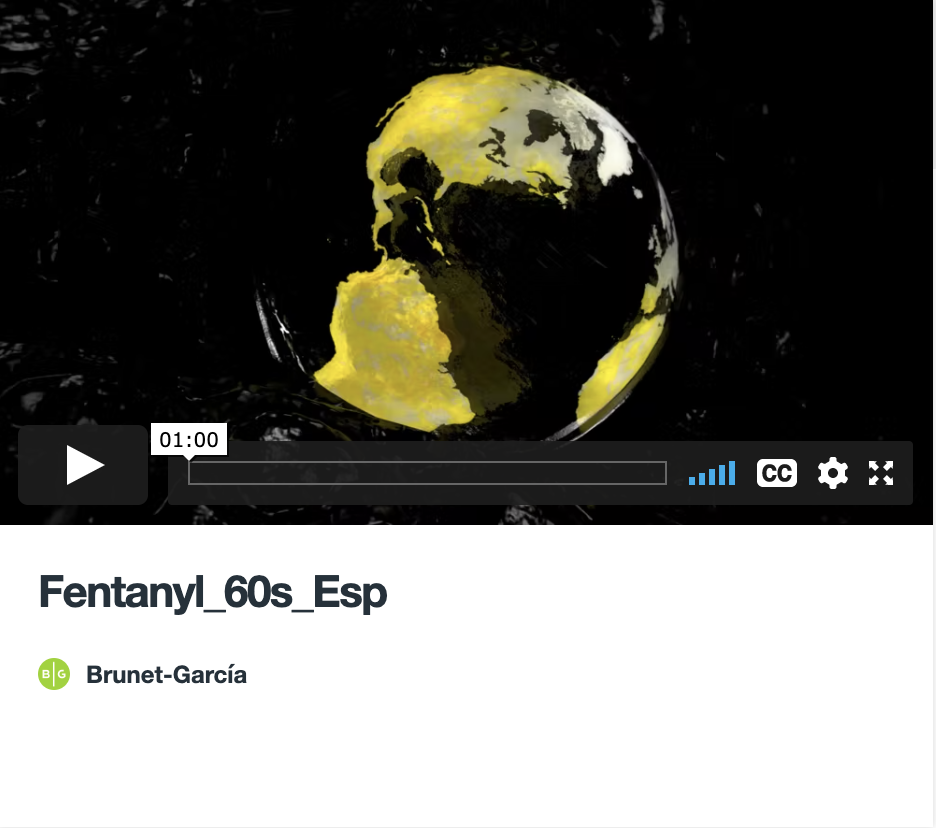 01:00
CC
Fentanyl_60s_Esp
B|G
Brunet-García